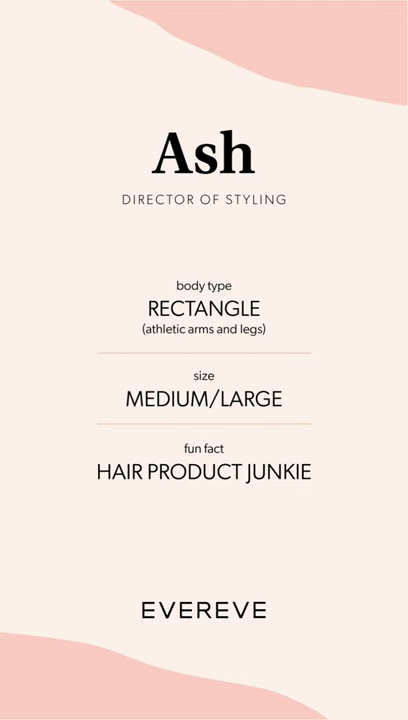 Ash
DIRECTOR OF STYLING
body type
RECTANGLE
(athletic arms and legs)
size
MEDIUM/LARGE
fun fact
HAIR PRODUCT JUNKIE
EVEREVE